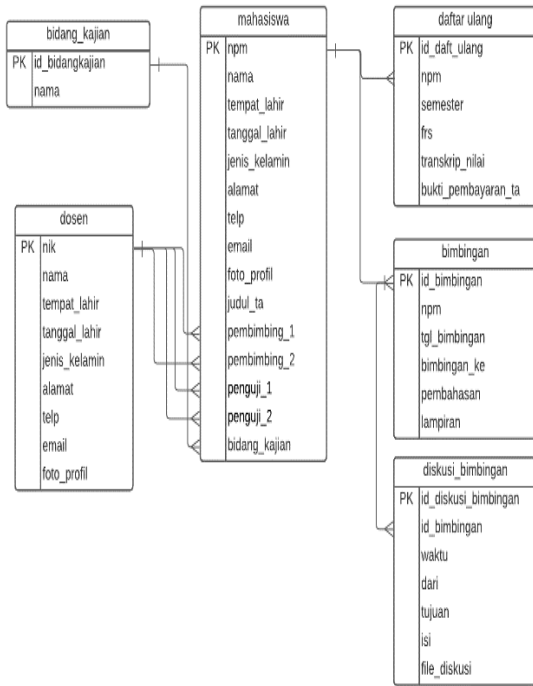 bidang_kajian
PK id_bidangkajian
nama
dosen
PK nik
nama
tempat_lahir
tanggal_lahir
jenis_kelamin
alamat
telp
email
foto_profil
mahasiswa
PK npm
nama
tempat_lahir
tanggal_lahir
jenis_kelamin
alamat
telp
email
foto_profil
judul_ta
pembimbing_1
pembimbing_2
penguji_1
penguji_2
bidang_kajian
daftar ulang
PK id_daft_ulang
npm
semester
frs
transkrip_nilai
bukti_pembayaran_ta
bimbingan
PK id_bimbingan
npm
tgl_bimbingan
bimbingan_ke
pembahasan
lampiran
diskusi_bimbingan
PK id_diskusi_bimbingan
id_bimbingan
waktu
dari
tujuan
isi
file_diskusi